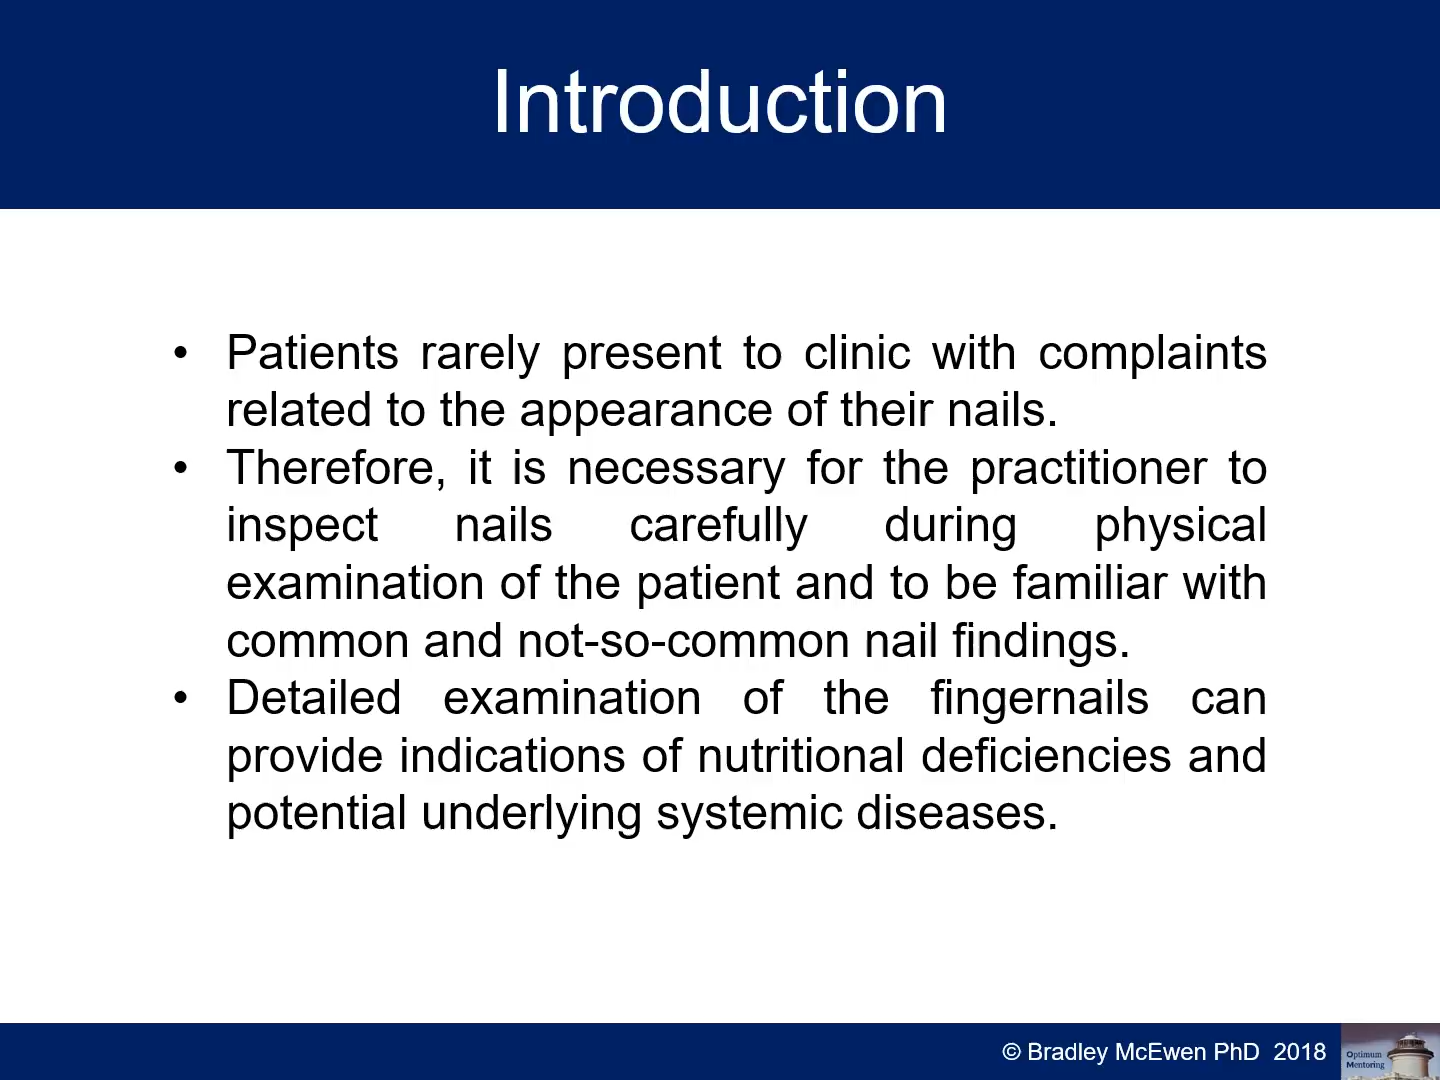 Introduction
• Patients rarely present to clinic with complaints
related to the appearance of their nails.
• Therefore, it is necessary for the practitioner to
inspect nails carefully during physical
examination of the patient and to be familiar with
common and not-so-common nail findings.
• Detailed examination of the fingernails can
provide indications of nutritional deficiencies and
potential underlying systemic diseases.
© Bradley McEwen PhD 2018
Optimum
Mentoring